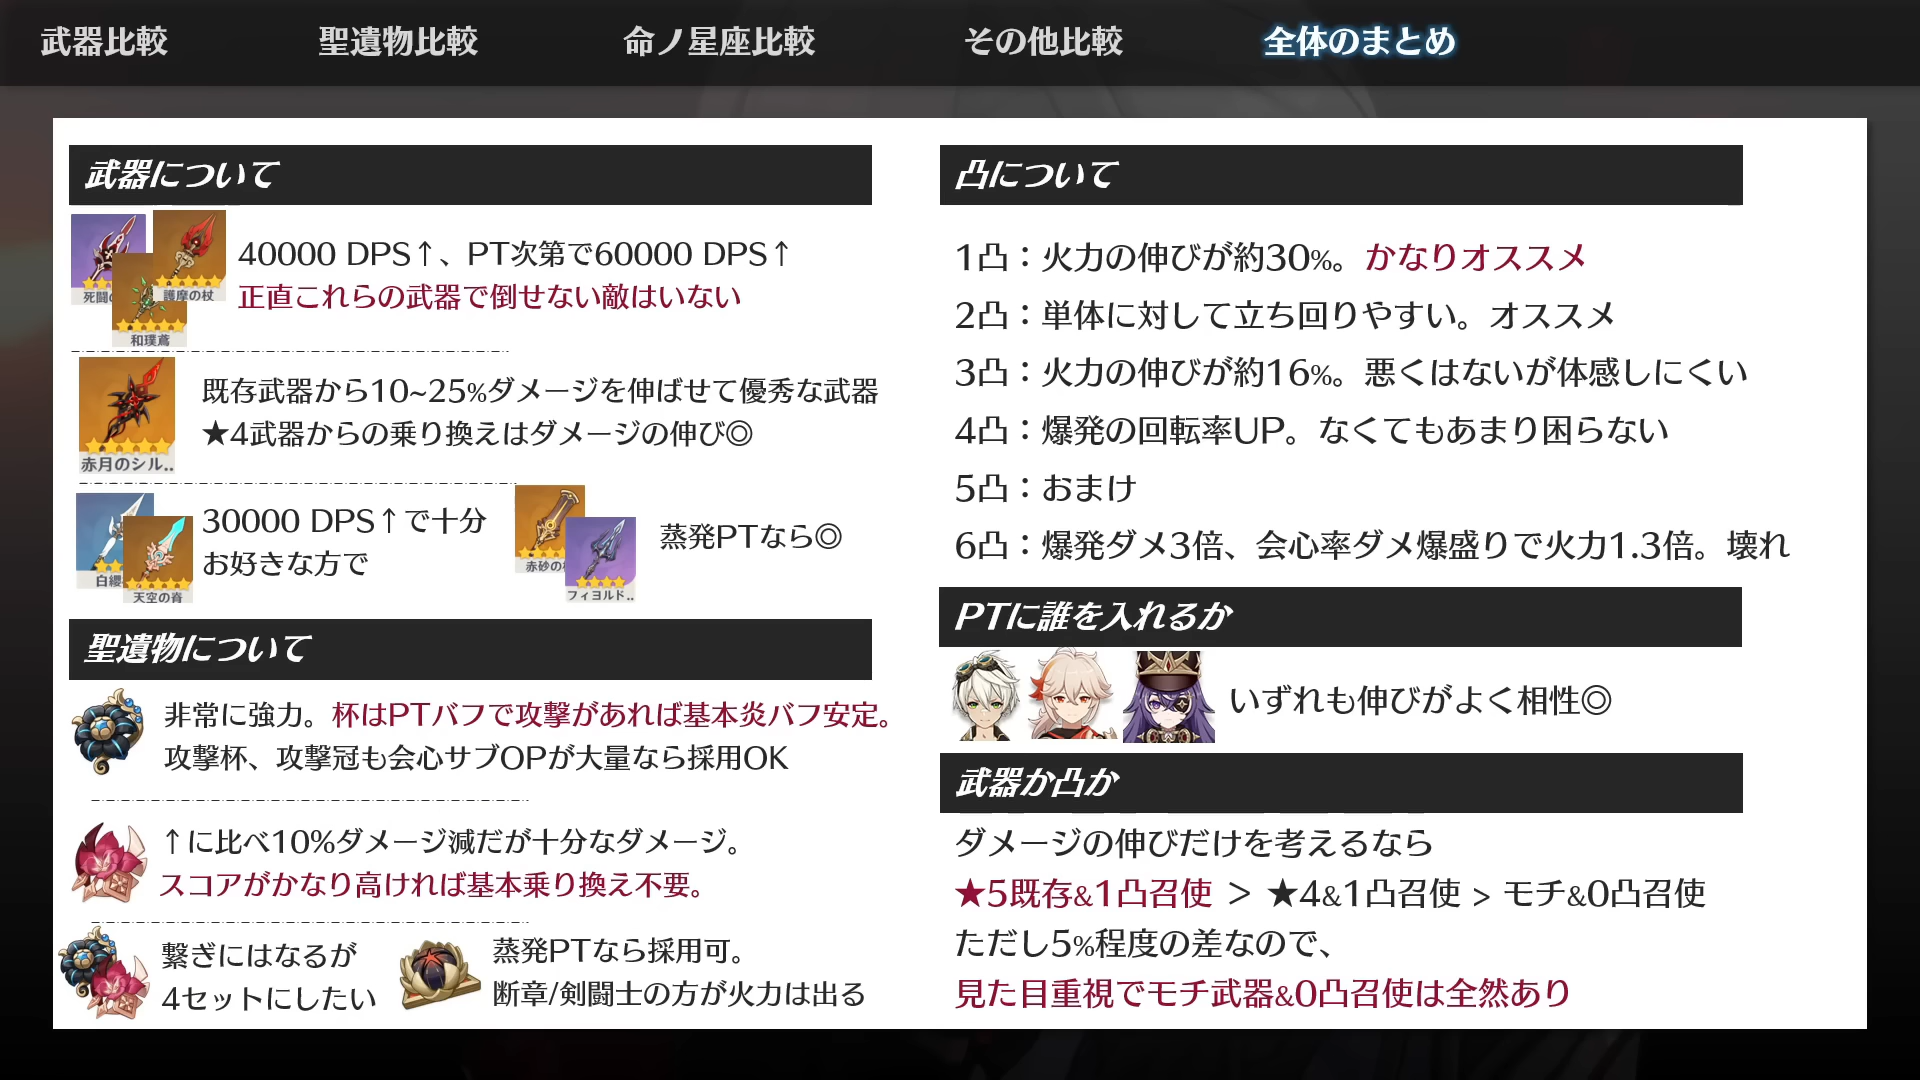 武器比較
聖遺物比較
命ノ星座比較
その他比較
全体のまとめ
武器について
死闘の
護摩の杖
和璞鳶
40000 DPS↑、PT次第で60000 DPS↑
正直これらの武器で倒せない敵はいない
赤月のシル..
既存武器から10~25%ダメージを伸ばせて優秀な武器
★4武器からの乗り換えはダメージの伸び◎
白纓
天空の脊
30000 DPS↑で十分
お好きな方で
赤砂の
フィヨルド..
蒸発PTなら◎
聖遺物について
非常に強力。杯はPTバフで攻撃があれば基本炎バフ安定。
攻撃杯、攻撃冠も会心サブOPが大量なら採用OK
↑に比べ10%ダメージ減だが十分なダメージ。
スコアがかなり高ければ基本乗り換え不要。
繋ぎにはなるが
4セットにしたい
蒸発PTなら採用可。
断章/剣闘士の方が火力は出る
凸について
1凸：火力の伸びが約30%。かなりオススメ
2凸：単体に対して立ち回りやすい。オススメ
3凸：火力の伸びが約16%。悪くはないが体感しにくい
4凸：爆発の回転率UP。なくてもあまり困らない
5凸：おまけ
6凸：爆発ダメ3倍、会心率ダメ爆盛りで火力1.3倍。壊れ
PTに誰を入れるか
いずれも伸びがよく相性◎
武器か凸か
ダメージの伸びだけを考えるなら
★5既存&1凸召使 ＞ ★4&1凸召使 > モチ&0凸召使
ただし5%程度の差なので、
見た目重視でモチ武器&0凸召使は全然あり